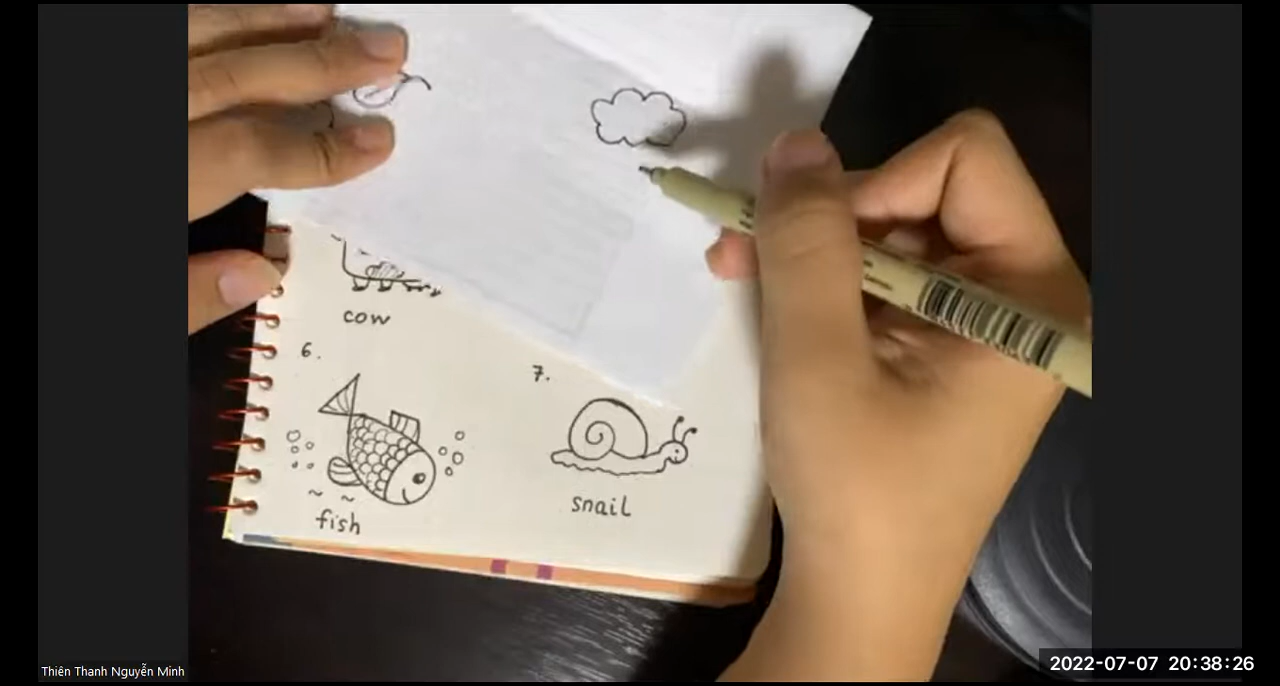 cow
6.
7.
snail
fish
Thiên Thanh Nguyễn Minh
2022-07-07 20:38:26